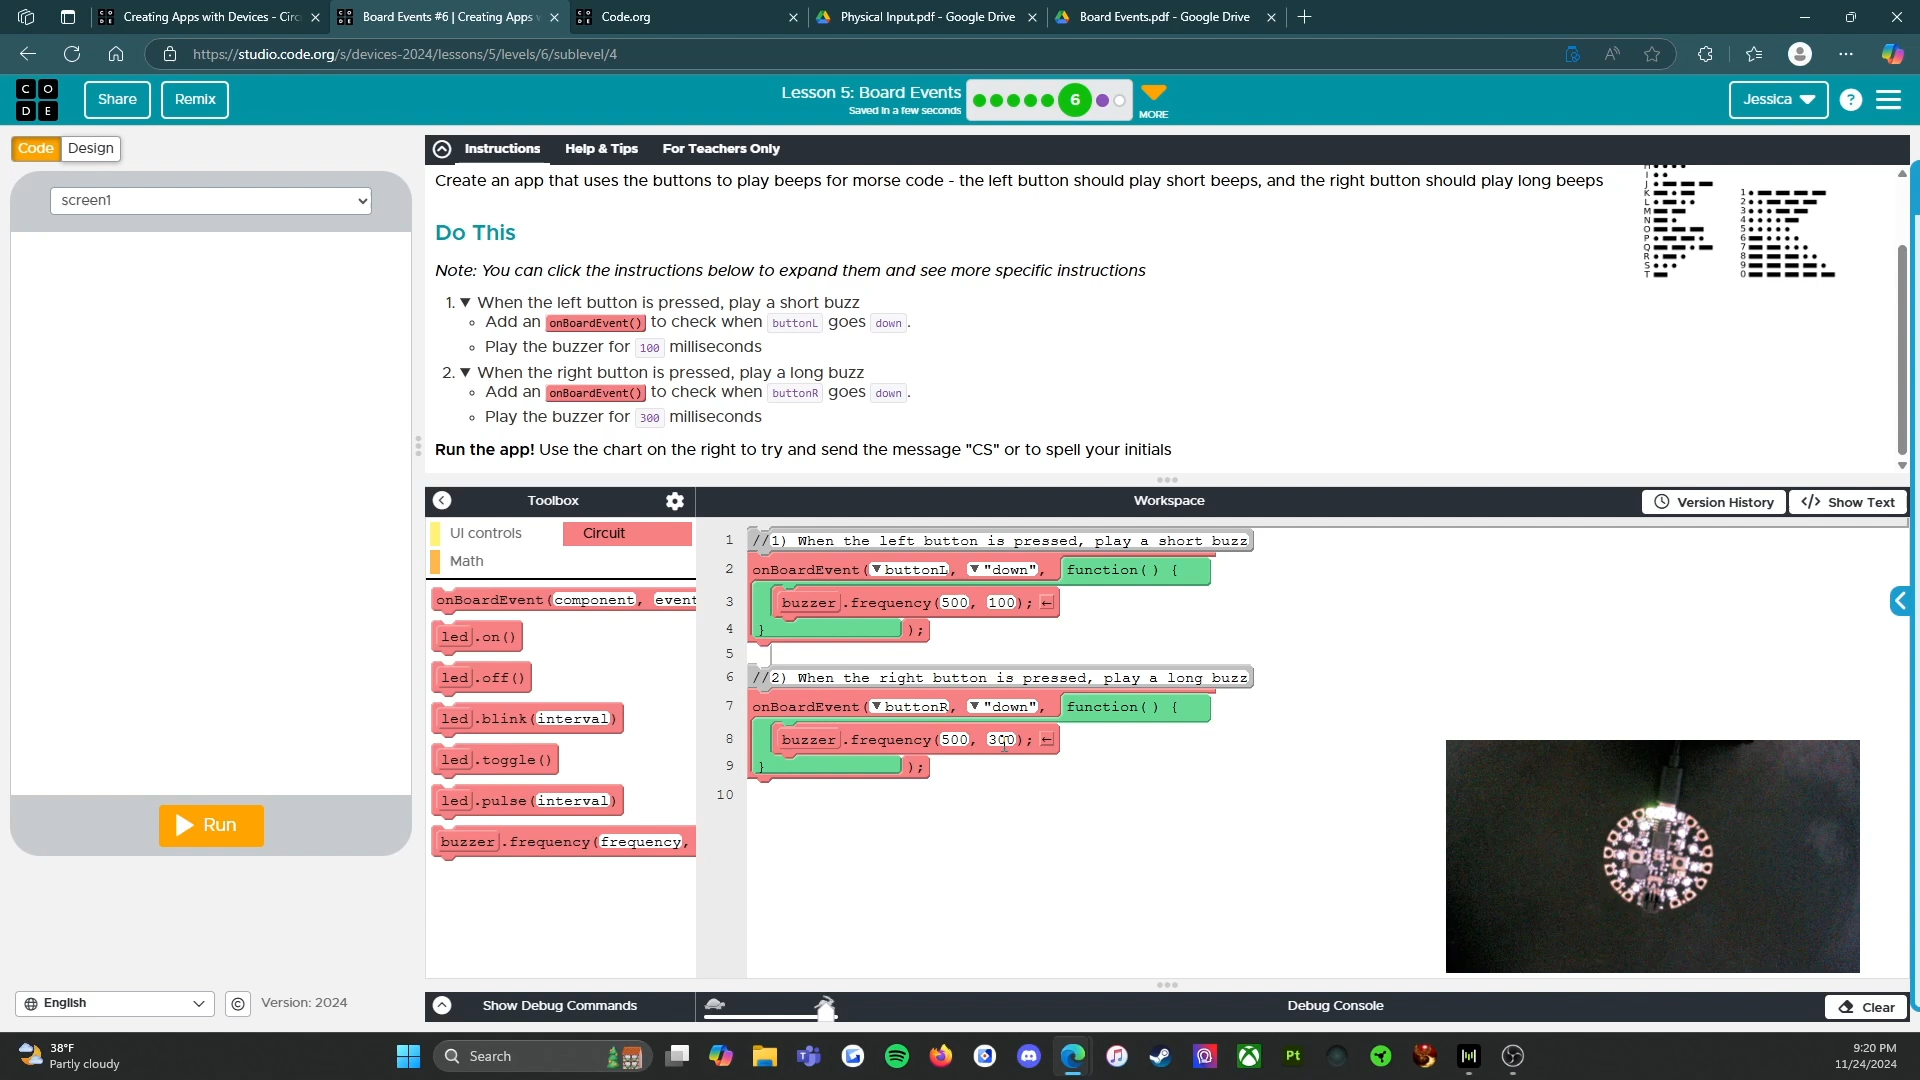 Creating Apps with Devices - Circ
Board Events #6 | Creating Apps w
Code.org
Physical Input.pdf - Google Drive
Board Events.pdf - Google Drive
https://studio.code.org/s/devices-2024/lessons/5/levels/6/sublevel/4
CODE
Share
Remix
Lesson 5: Board Events
Saved in a few seconds
6
MORE
Jessica
?
Code
Design
screen1
Run
Instructions
Help & Tips
For Teachers Only
Create an app that uses the buttons to play beeps for morse code - the left button should play short beeps, and the right button should play long beeps
Do This
Note: You can click the instructions below to expand them and see more specific instructions
1. When the left button is pressed, play a short buzz
Add an onBoardEvent() to check when buttonL goes down.
Play the buzzer for 100 milliseconds
2. When the right button is pressed, play a long buzz
Add an onBoardEvent() to check when buttonR goes down.
Play the buzzer for 300 milliseconds
Run the app! Use the chart on the right to try and send the message "CS" or to spell your initials
I
J
K 1
L 2
M 3
N 4
O 5
P 6
Q 7
R 8
S 9
T 0
Toolbox
Workspace
Version History
</> Show Text
UI controls
Circuit
Math
onBoardEvent(component, event
led.on()
led.off()
led.blink(interval)
led.toggle()
led.pulse(interval)
buzzer.frequency(frequency,
1 //1) When the left button is pressed, play a short buzz
2 onBoardEvent(▼buttonL, ▼"down", function() {
3 buzzer.frequency(500, 100);
4 } );
5
6 //2) When the right button is pressed, play a long buzz
7 onBoardEvent(▼buttonR, ▼"down", function() {
8 buzzer.frequency(500, 300);
9 } );
10
English
©
Version: 2024
Show Debug Commands
Debug Console
Clear
38°F
Partly cloudy
Search
Pt
9:20 PM
11/24/2024